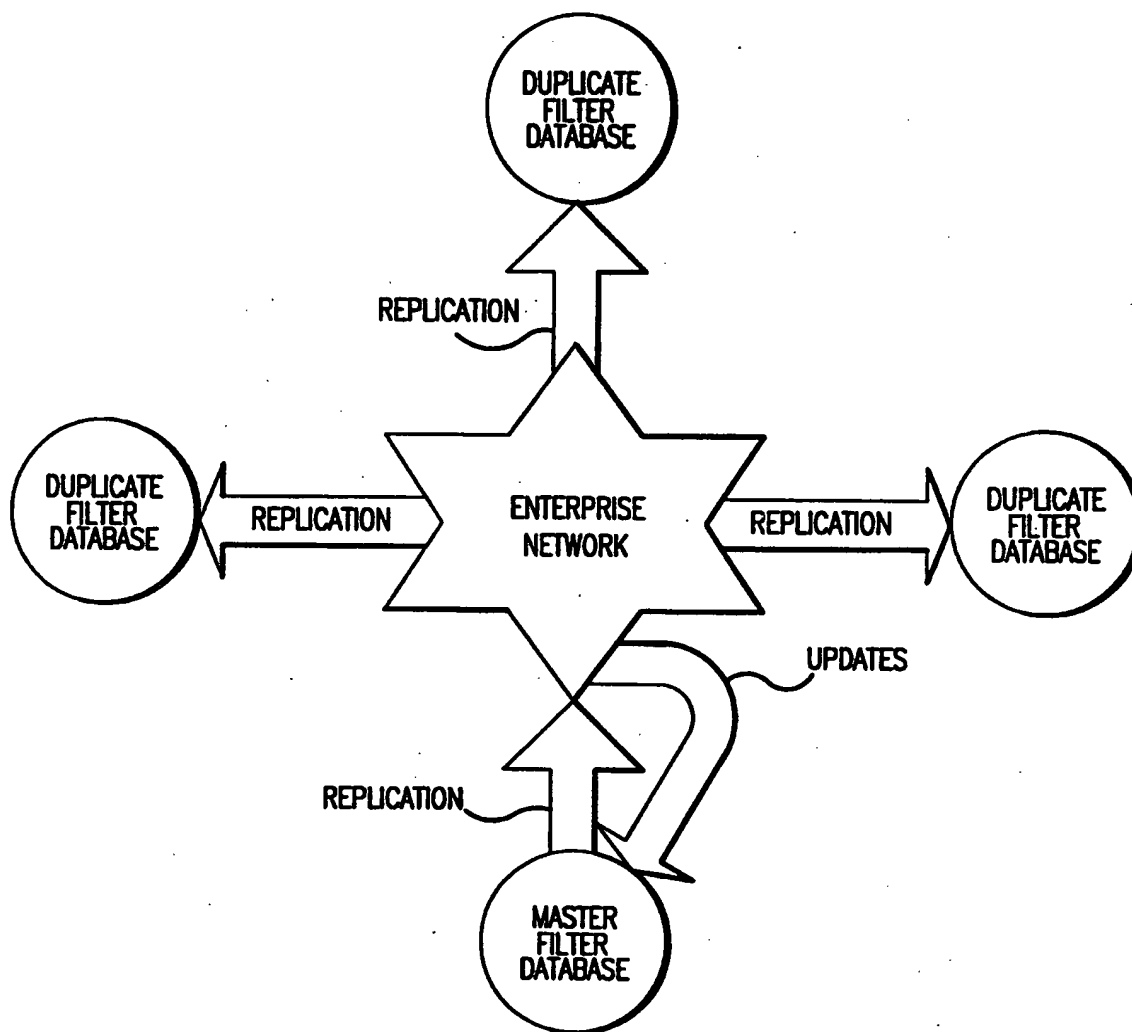 DUPLICATE
FILTER
DATABASE
REPLICATION
DUPLICATE
FILTER
DATABASE
REPLICATION
ENTERPRISE
NETWORK
REPLICATION
DUPLICATE
FILTER
DATABASE
UPDATES
REPLICATION
MASTER
FILTER
DATABASE